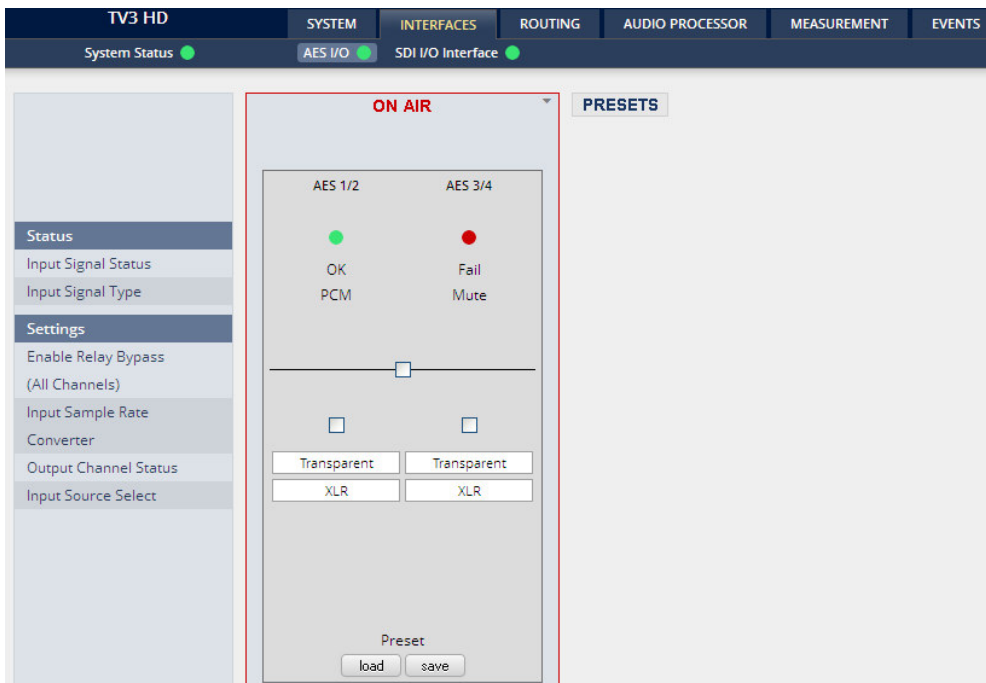 TV3 HD
SYSTEM INTERFACES ROUTING AUDIO PROCESSOR MEASUREMENT EVENTS
System Status AES I/O SDI I/O Interface
ON AIR PRESETS
AES 1/2 AES 3/4
Status
Input Signal Status OK Fail
Input Signal Type PCM Mute
Settings
Enable Relay Bypass
(All Channels)
Input Sample Rate
Converter
Output Channel Status Transparent Transparent
Input Source Select XLR XLR
Preset
load save